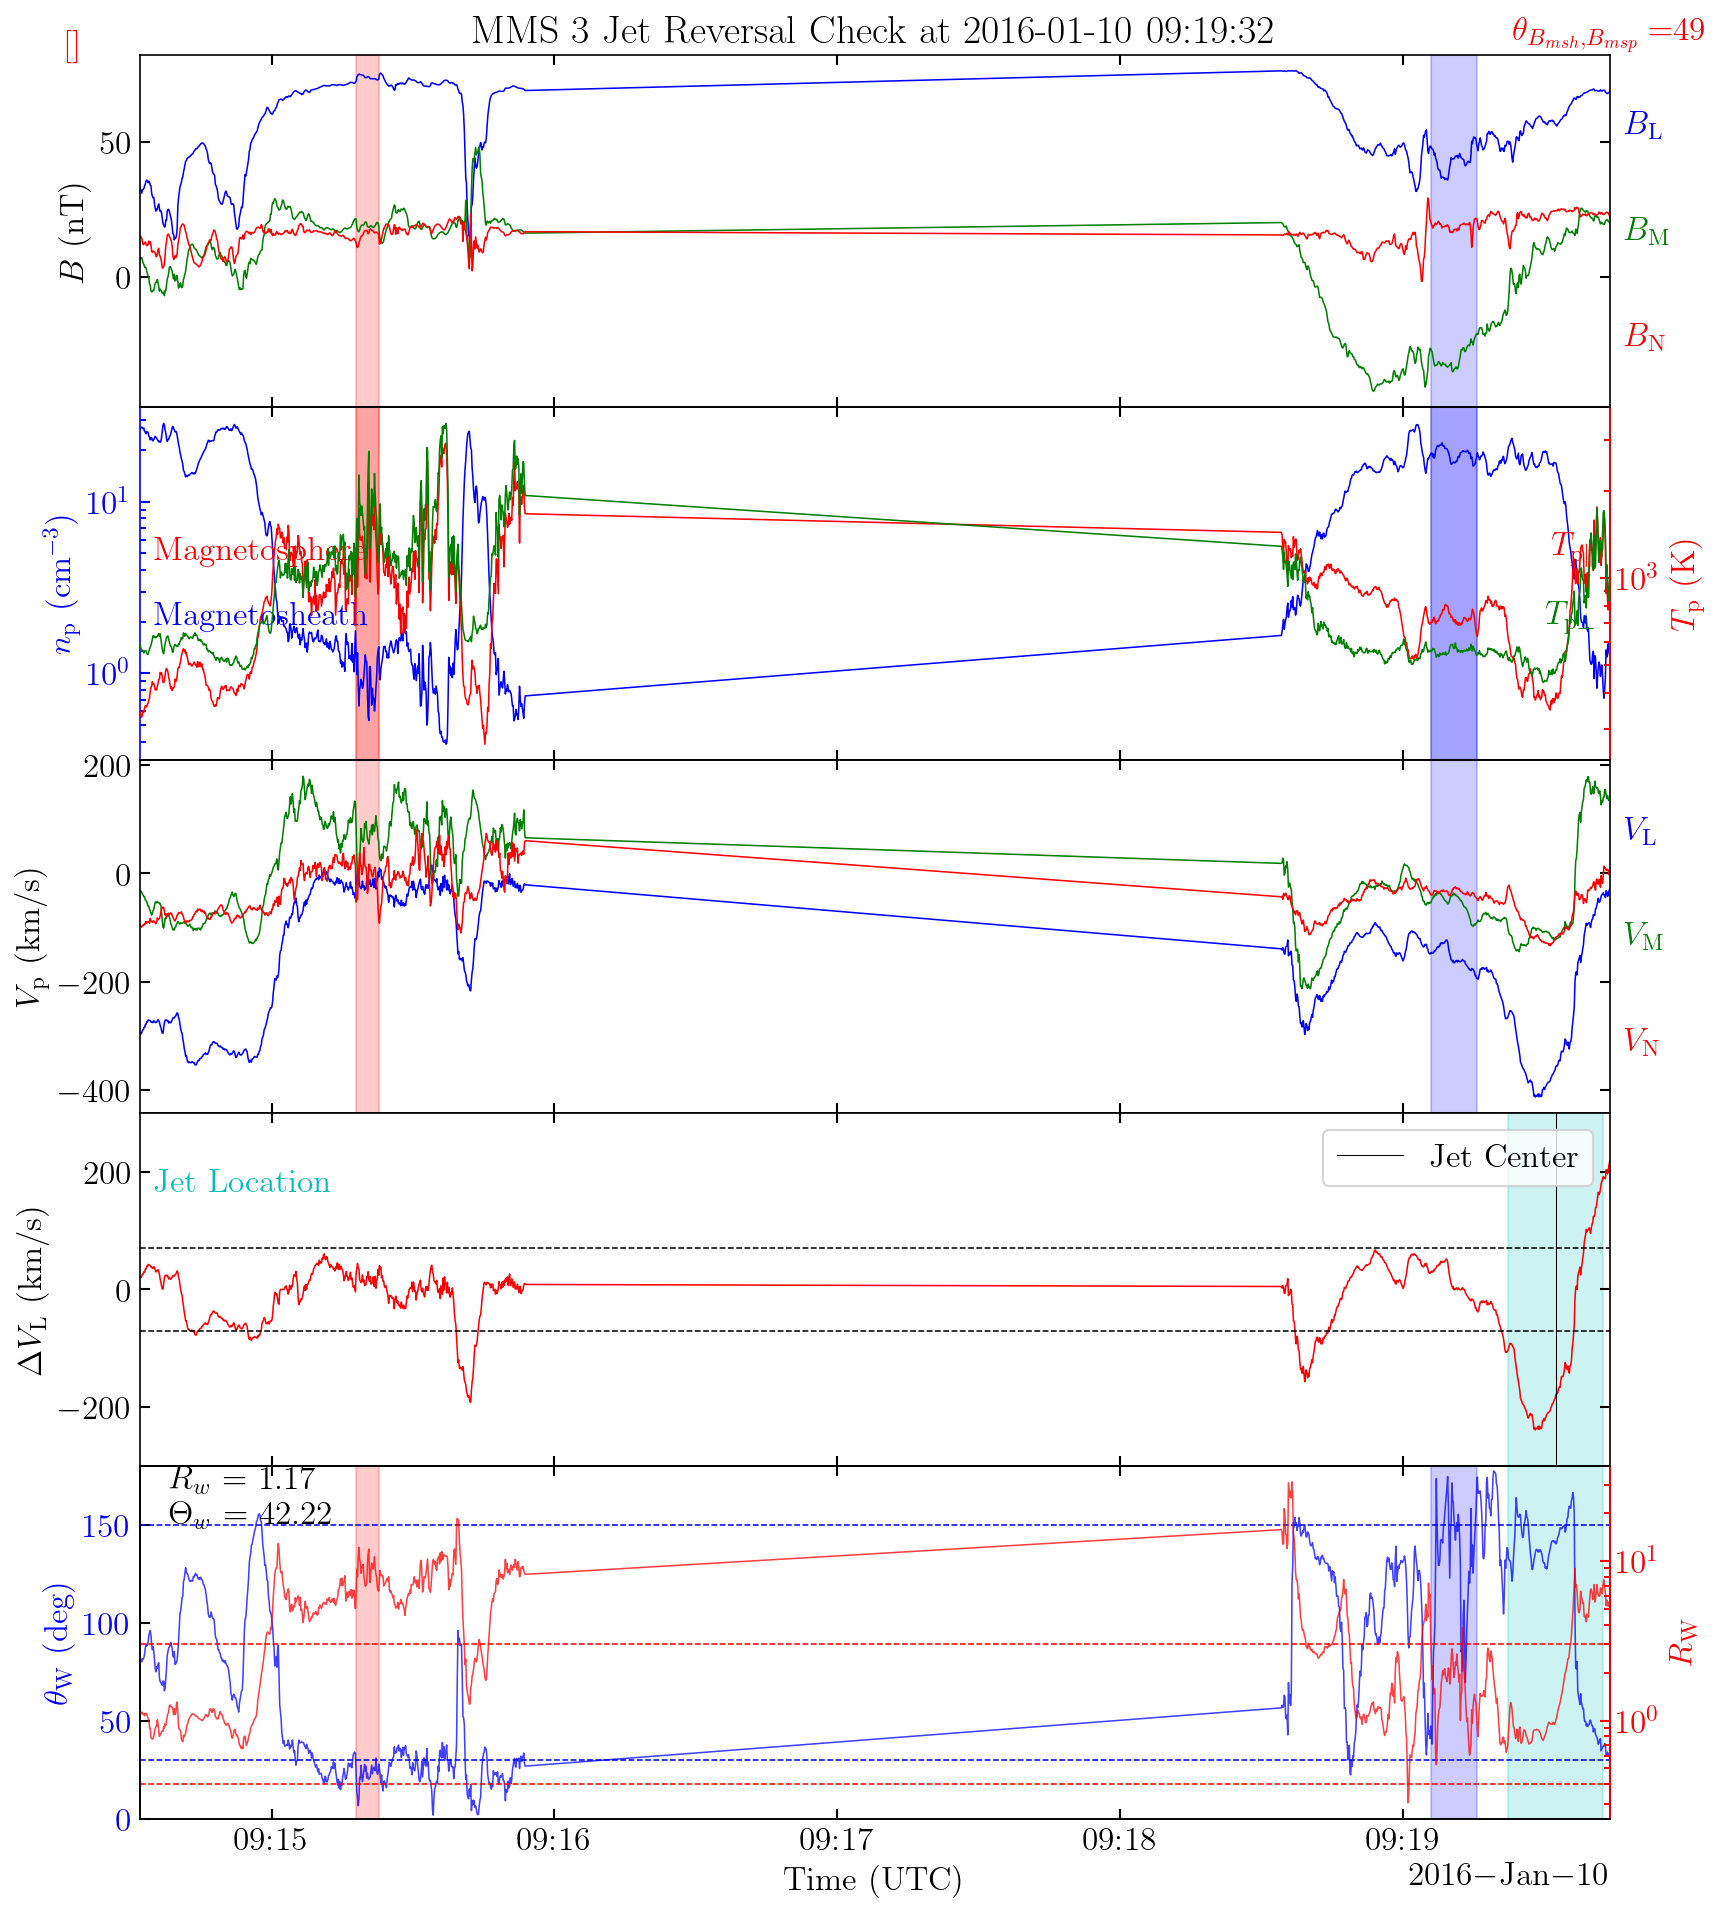 MMS 3 Jet Reversal Check at 2016-01-10 09:19:32
[]
θ_{B_{msh},B_{msp}} =49
50
0
B (nT)
B_L
B_M
B_N
10^1
10^0
n_p (cm^{−3})
Magnetosphere
Magnetosheath
T_{p∥}
T_{p⊥}
10^3
T_p (K)
200
0
−200
−400
V_p (km/s)
V_L
V_M
V_N
Jet Center
Jet Location
200
0
−200
ΔV_L (km/s)
R_w = 1.17
Θ_w = 42.22
150
100
50
0
θ_W (deg)
10^1
10^0
R_W
09:15 09:16 09:17 09:18 09:19
Time (UTC)
2016−Jan−10